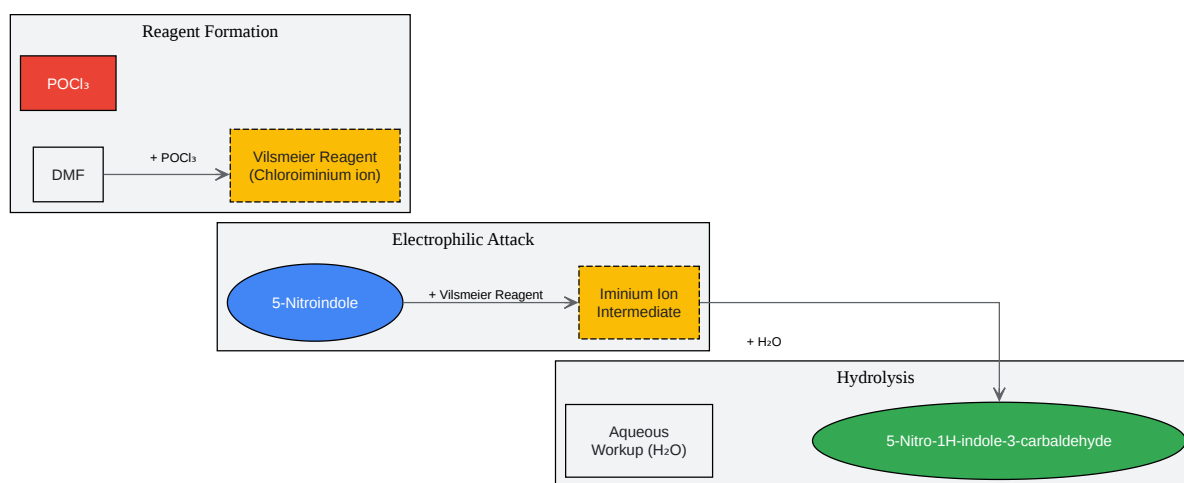 Reagent Formation
POCl₃
DMF
+ POCl₃
Vilsmeier Reagent
(Chloroiminium ion)
Electrophilic Attack
5-Nitroindole
+ Vilsmeier Reagent
Iminium Ion
Intermediate
+ H₂O
Hydrolysis
Aqueous
Workup (H₂O)
5-Nitro-1H-indole-3-carbaldehyde